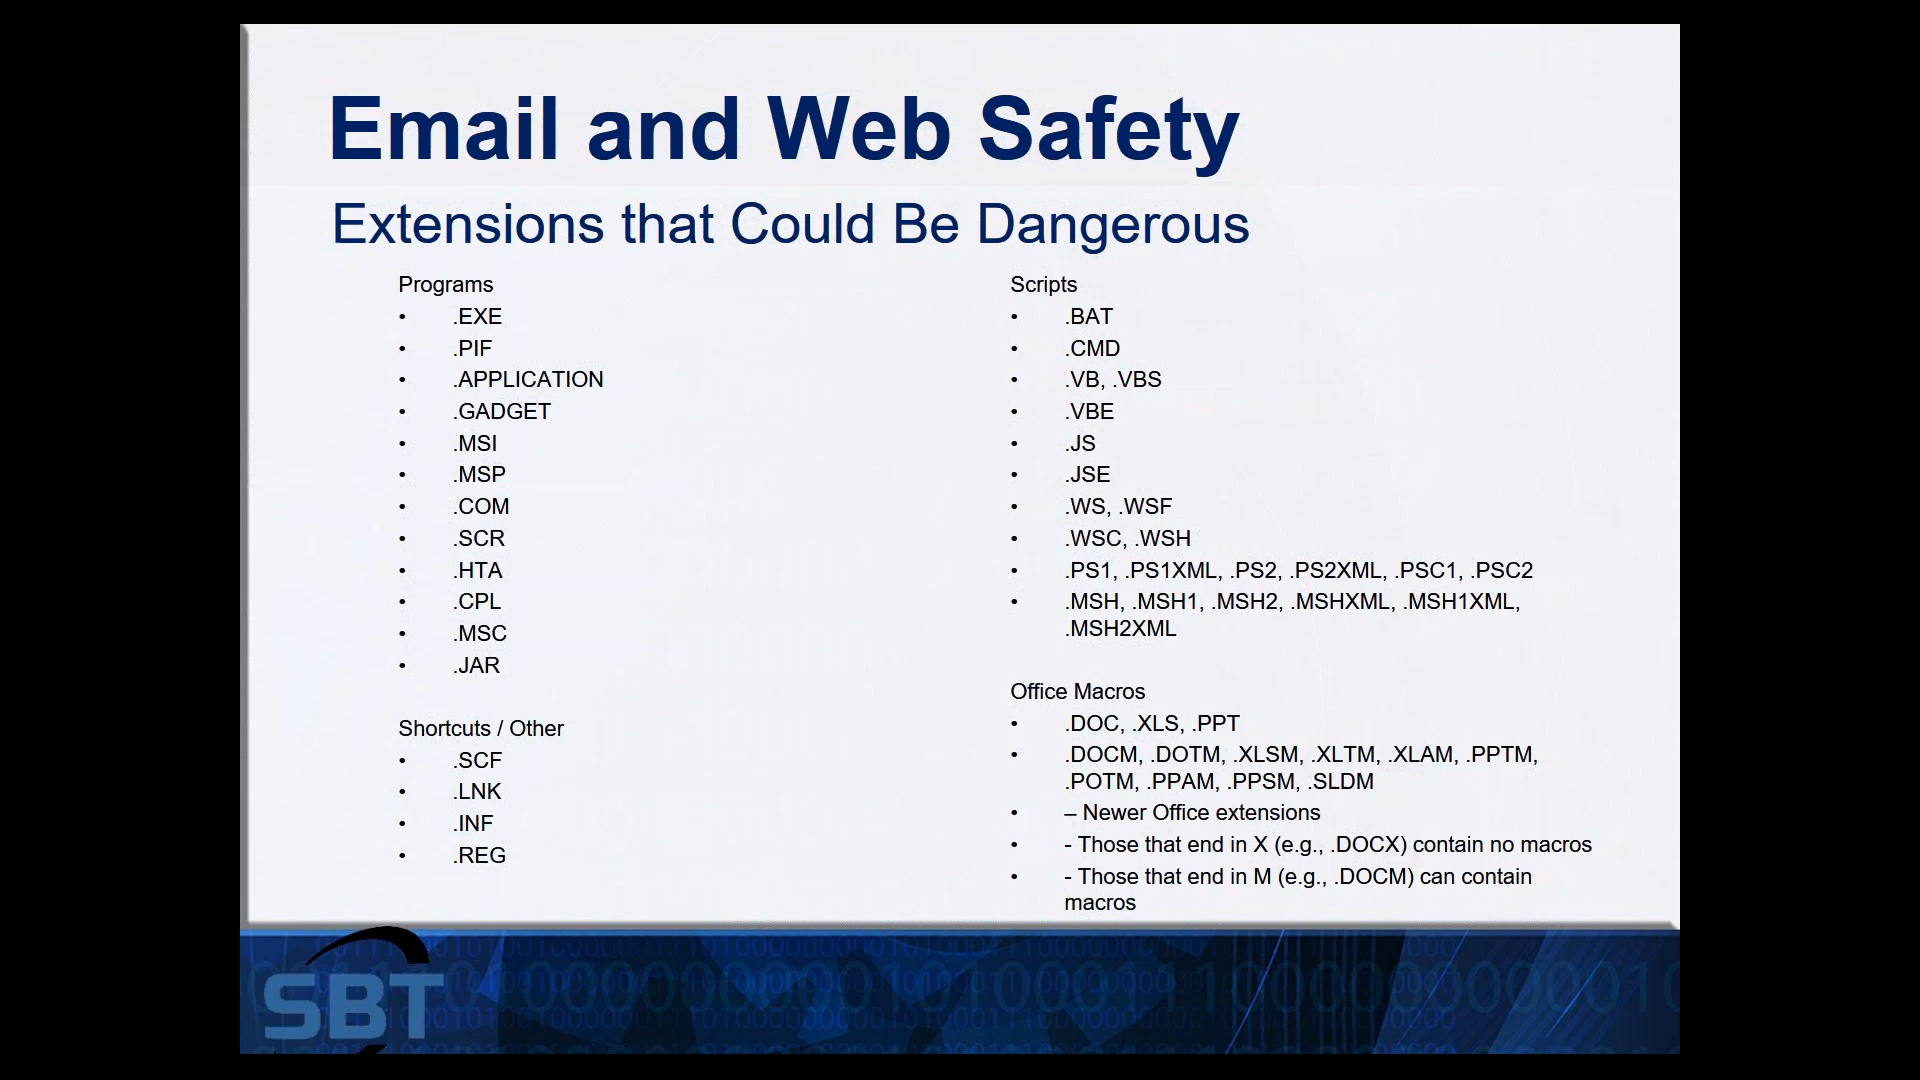 Email and Web Safety
Extensions that Could Be Dangerous
Programs
• .EXE
• .PIF
• .APPLICATION
• .GADGET
• .MSI
• .MSP
• .COM
• .SCR
• .HTA
• .CPL
• .MSC
• .JAR
Shortcuts / Other
• .SCF
• .LNK
• .INF
• .REG
Scripts
• .BAT
• .CMD
• .VB, .VBS
• .VBE
• .JS
• .JSE
• .WS, .WSF
• .WSC, .WSH
• .PS1, .PS1XML, .PS2, .PS2XML, .PSC1, .PSC2
• .MSH, .MSH1, .MSH2, .MSHXML, .MSH1XML,
.MSH2XML
Office Macros
• .DOC, .XLS, .PPT
• .DOCM, .DOTM, .XLSM, .XLTM, .XLAM, .PPTM,
.POTM, .PPAM, .PPSM, .SLDM
• – Newer Office extensions
• - Those that end in X (e.g., .DOCX) contain no macros
• - Those that end in M (e.g., .DOCM) can contain
macros
SBT